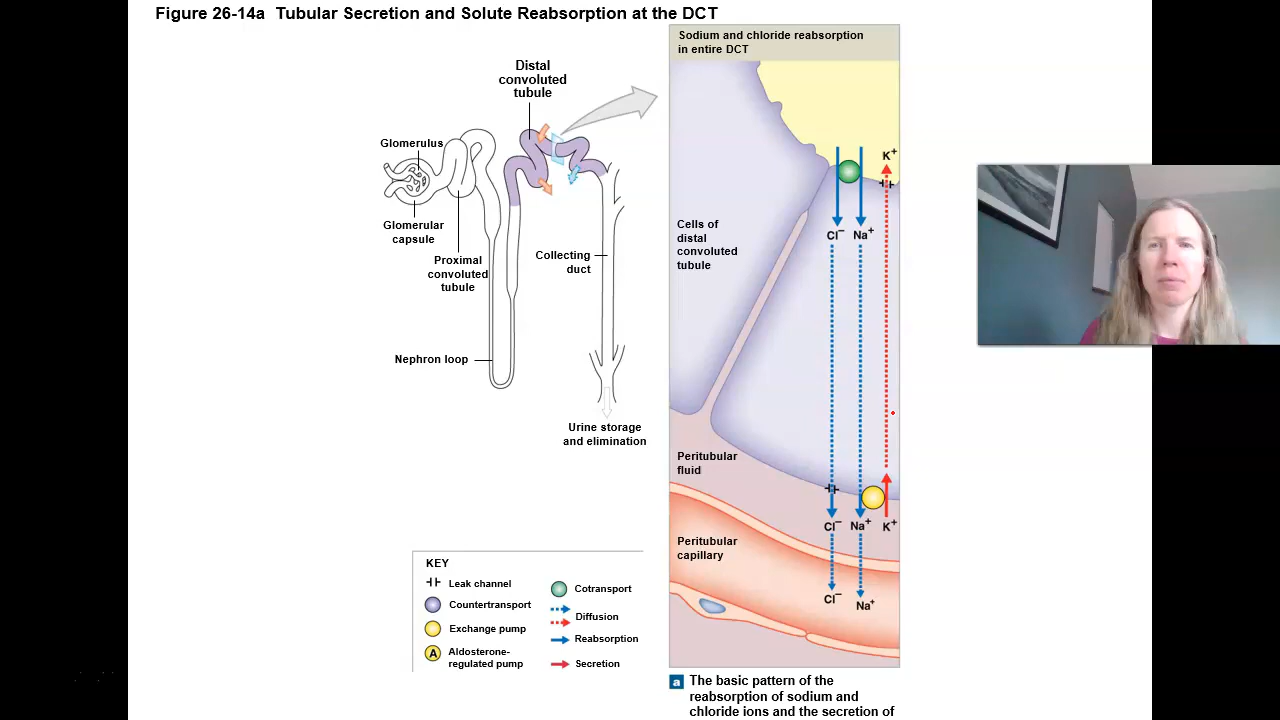 Figure 26-14a Tubular Secretion and Solute Reabsorption at the DCT
Sodium and chloride reabsorption
in entire DCT
Distal
convoluted
tubule
Glomerulus
Glomerular
capsule
Proximal
convoluted
tubule
Collecting
duct
Nephron loop
Urine storage
and elimination
K+
Cl– Na+
Cells of
distal
convoluted
tubule
Peritubular
fluid
Cl– Na+ K+
Peritubular
capillary
Cl– Na+
KEY
Leak channel
Countertransport
Exchange pump
A Aldosterone-
regulated pump
Cotransport
Diffusion
Reabsorption
Secretion
a The basic pattern of the
reabsorption of sodium and
chloride ions and the secretion of